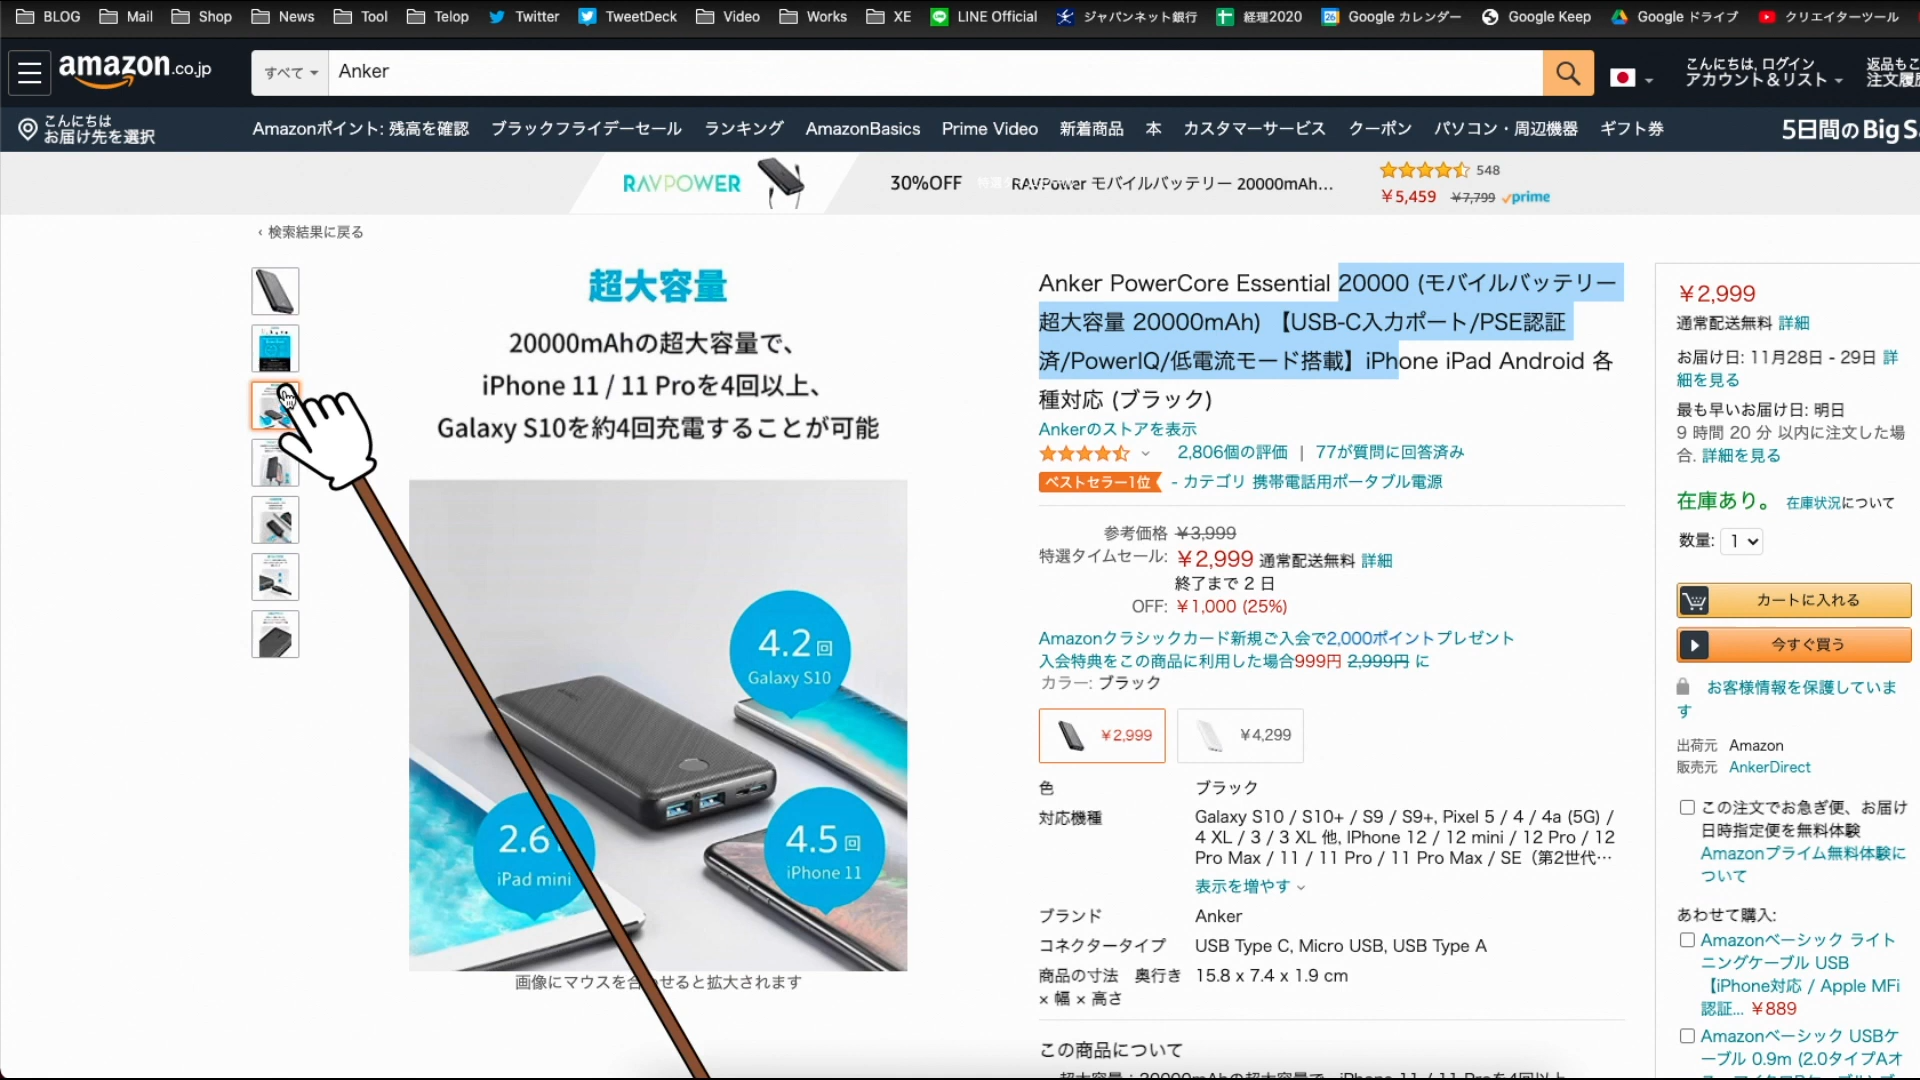 BLOG Mail Shop News Tool Telop Twitter TweetDeck Video Works XE LINE Official ジャパンネット銀行 経理2020 Google カレンダー Google Keep Google ドライブ クリエイターツール
amazon.co.jp すべて Anker
こんにちは, ログイン
アカウント＆リスト
返品もこ
注文履歴
こんにちは
お届け先を選択
Amazonポイント: 残高を確認 ブラックフライデーセール ランキング AmazonBasics Prime Video 新着商品 本 カスタマーサービス クーポン パソコン・周辺機器 ギフト券
5日間のBig S
RAVPOWER 30%OFF RAVPower モバイルバッテリー 20000mAh… 548
￥5,459 ￥7,799 prime
‹ 検索結果に戻る
超大容量
20000mAhの超大容量で、
iPhone 11 / 11 Proを4回以上、
Galaxy S10を約4回充電することが可能
4.2回
Galaxy S10
2.6
iPad mini
4.5回
iPhone 11
画像にマウスを合わせると拡大されます
Anker PowerCore Essential 20000 (モバイルバッテリー
超大容量 20000mAh) 【USB-C入力ポート/PSE認証
済/PowerIQ/低電流モード搭載】iPhone iPad Android 各
種対応 (ブラック)
Ankerのストアを表示
2,806個の評価 | 77が質問に回答済み
ベストセラー1位 - カテゴリ 携帯電話用ポータブル電源
参考価格 ￥3,999
特選タイムセール: ￥2,999 通常配送無料 詳細
終了まで 2 日
OFF: ￥1,000 (25%)
Amazonクラシックカード新規ご入会で2,000ポイントプレゼント
入会特典をこの商品に利用した場合999円 2,999円 に
カラー: ブラック
￥2,999 ￥4,299
色 ブラック
対応機種 Galaxy S10 / S10+ / S9 / S9+, Pixel 5 / 4 / 4a (5G) /
4 XL / 3 / 3 XL 他, IPhone 12 / 12 mini / 12 Pro / 12
Pro Max / 11 / 11 Pro / 11 Pro Max / SE（第2世代…
表示を増やす
ブランド Anker
コネクタータイプ USB Type C, Micro USB, USB Type A
商品の寸法 奥行き 15.8 x 7.4 x 1.9 cm
× 幅 × 高さ
この商品について
超大容量：20000mAhの超大容量で、iPhone 11 / 11 Proを4回以上、
￥2,999
通常配送無料 詳細
お届け日: 11月28日 - 29日 詳
細を見る
最も早いお届け日: 明日
9 時間 20 分 以内に注文した場
合. 詳細を見る
在庫あり。 在庫状況について
数量: 1
カートに入れる
今すぐ買う
お客様情報を保護していま
す
出荷元 Amazon
販売元 AnkerDirect
この注文でお急ぎ便、お届け
日時指定便を無料体験
Amazonプライム無料体験に
ついて
あわせて購入:
Amazonベーシック ライト
ニングケーブル USB
【iPhone対応 / Apple MFi
認証... ￥889
Amazonベーシック USBケ
ーブル 0.9m (2.0タイプAオ